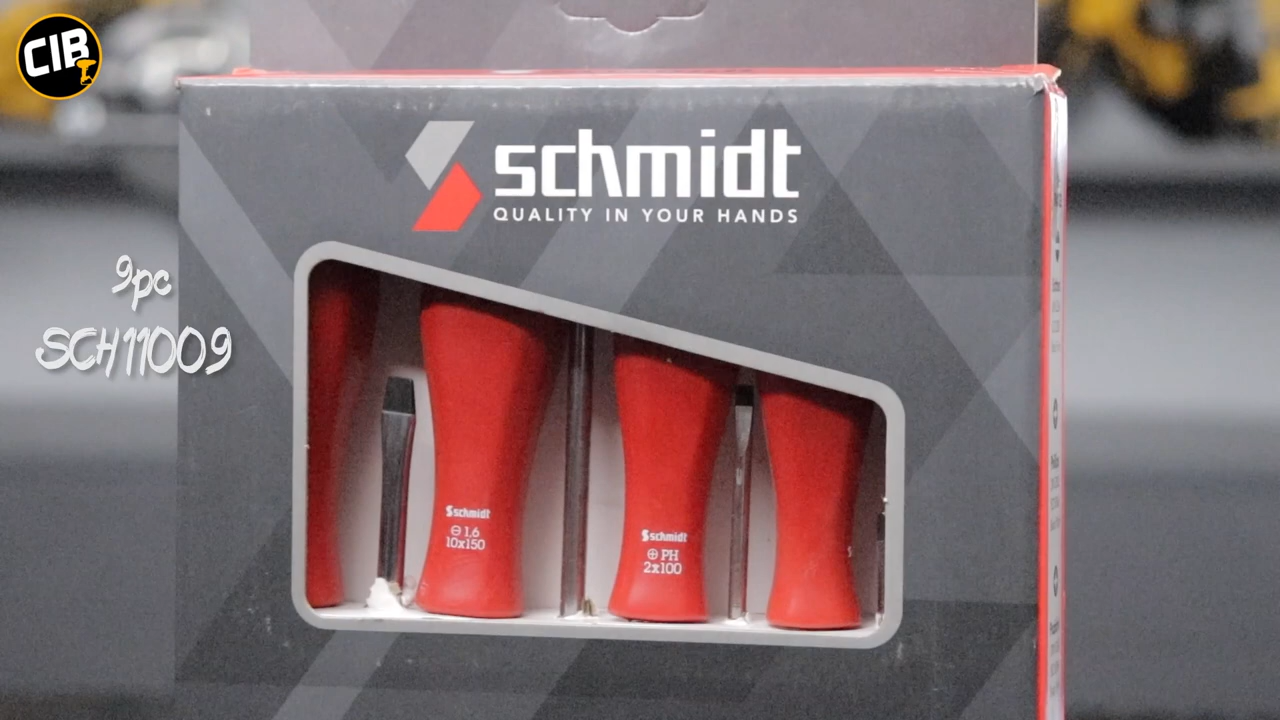 CIB
schmidt
QUALITY IN YOUR HANDS
9pc
SCH11009
schmidt
⊖ 1,6
10x150
schmidt
⊕ PH
2x100